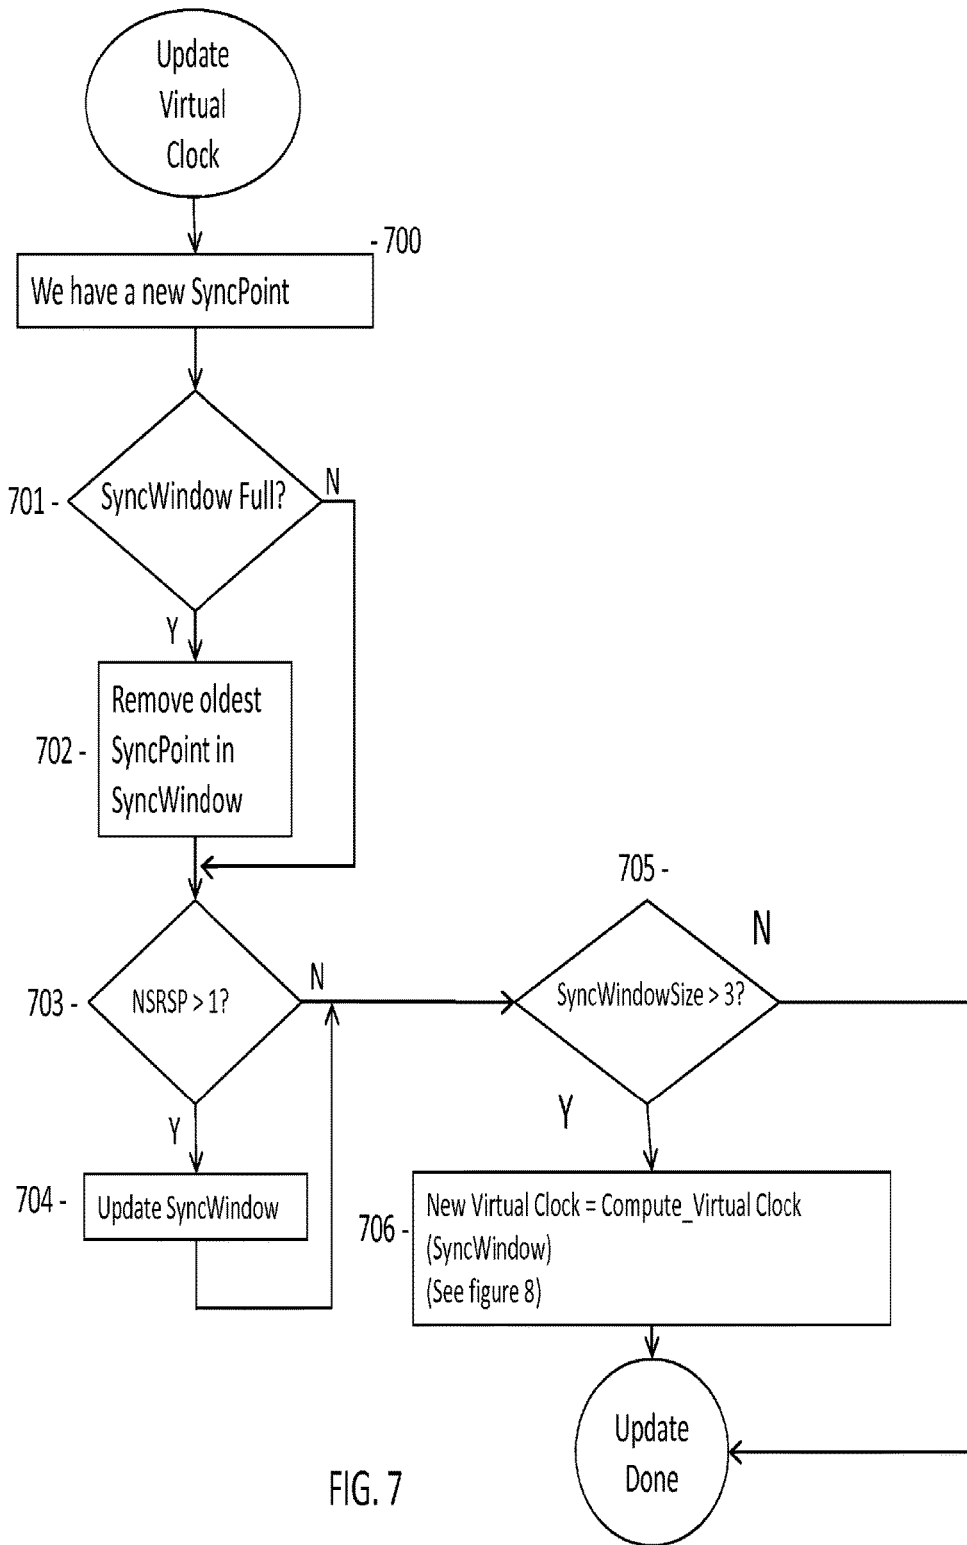 Update
Virtual
Clock
- 700
We have a new SyncPoint
701 -
SyncWindow Full?
N
Y
702 -
Remove oldest
SyncPoint in
SyncWindow
703 -
NSRSP > 1?
N
Y
704 -
Update SyncWindow
705 -
SyncWindowSize > 3?
N
Y
706 -
New Virtual Clock = Compute_Virtual Clock
(SyncWindow)
(See figure 8)
Update
Done
FIG. 7